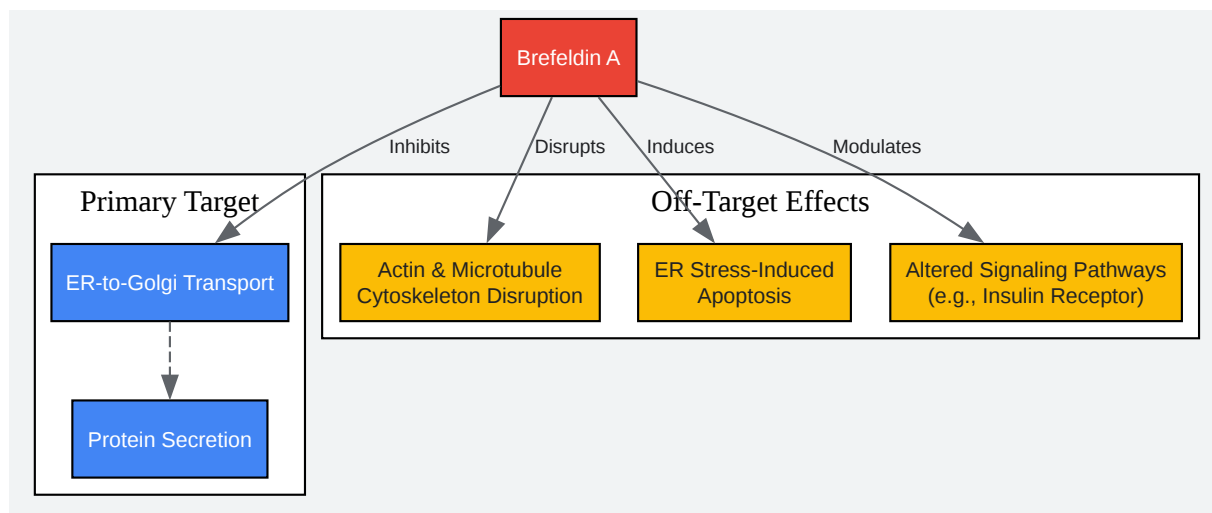 Brefeldin A
Inhibits
Disrupts
Induces
Modulates
Primary Target
Off-Target Effects
ER-to-Golgi Transport
Actin & Microtubule
Cytoskeleton Disruption
ER Stress-Induced
Apoptosis
Altered Signaling Pathways
(e.g., Insulin Receptor)
Protein Secretion